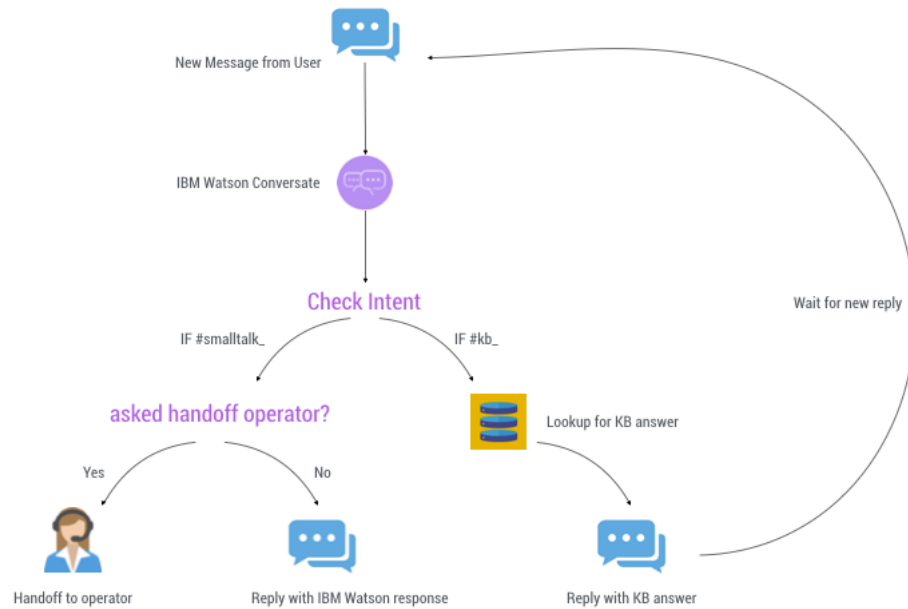 New Message from User
IBM Watson Conversate
Check Intent
Wait for new reply
IF #smalltalk_
IF #kb_
asked handoff operator?
Lookup for KB answer
Yes
No
Handoff to operator
Reply with IBM Watson response
Reply with KB answer